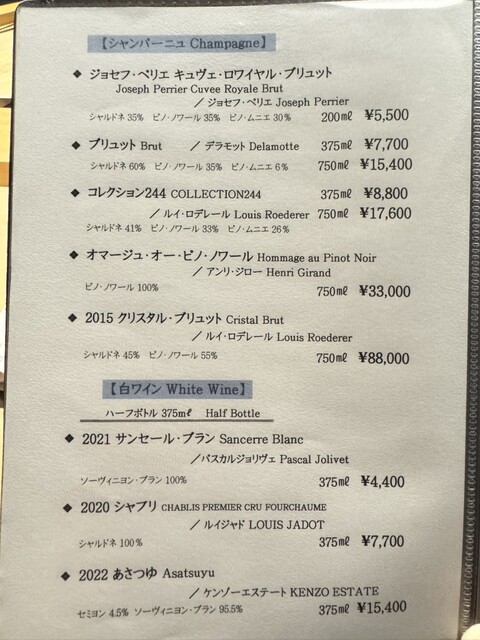 【シャンパーニュ Champagne】
◆ ジョセフ・ペリエ キュヴェ・ロワイヤル・ブリュット
Joseph Perrier Cuvee Royale Brut
／ジョセフ・ペリエ Joseph Perrier
シャルドネ 35% ピノ・ノワール 35% ピノ・ムニエ 30% 200㎖ ¥5,500
◆ ブリュット Brut ／デラモット Delamotte 375㎖ ¥7,700
シャルドネ 60% ピノ・ノワール 35% ピノ・ムニエ 6% 750㎖ ¥15,400
◆ コレクション244 COLLECTION244 375㎖ ¥8,800
／ルイ・ロデレール Louis Roederer 750㎖ ¥17,600
シャルドネ 41% ピノ・ノワール 33% ピノ・ムニエ 26%
◆ オマージュ・オー・ピノ・ノワール Hommage au Pinot Noir
／アンリ・ジロー Henri Girand
ピノ・ノワール 100% 750㎖ ¥33,000
◆ 2015 クリスタル・ブリュット Cristal Brut
／ルイ・ロデレール Louis Roederer
シャルドネ 45% ピノ・ノワール 55% 750㎖ ¥88,000
【白ワイン White Wine】
ハーフボトル 375㎖ Half Bottle
◆ 2021 サンセール・ブラン Sancerre Blanc
／パスカルジョリヴェ Pascal Jolivet
ソーヴィニヨン・ブラン 100% 375㎖ ¥4,400
◆ 2020 シャブリ CHABLIS PREMIER CRU FOURCHAUME
／ルイジャド LOUIS JADOT
シャルドネ 100% 375㎖ ¥7,700
◆ 2022 あさつゆ Asatsuyu
／ケンゾーエステート KENZO ESTATE
セミヨン 4.5% ソーヴィニヨン・ブラン 95.5% 375㎖ ¥15,400